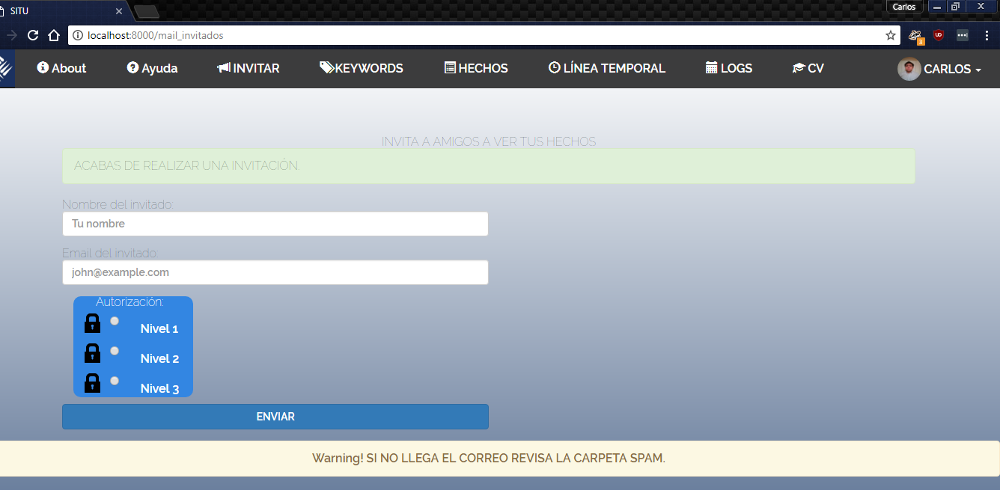 SITU
Carlos
localhost:8000/mail_invitados
3
About
Ayuda
INVITAR
KEYWORDS
HECHOS
LÍNEA TEMPORAL
LOGS
CV
CARLOS
INVITA A AMIGOS A VER TUS HECHOS
ACABAS DE REALIZAR UNA INVITACIÓN.
Nombre del invitado:
Tu nombre
Email del invitado:
john@example.com
Autorización:
Nivel 1
Nivel 2
Nivel 3
ENVIAR
Warning! SI NO LLEGA EL CORREO REVISA LA CARPETA SPAM.